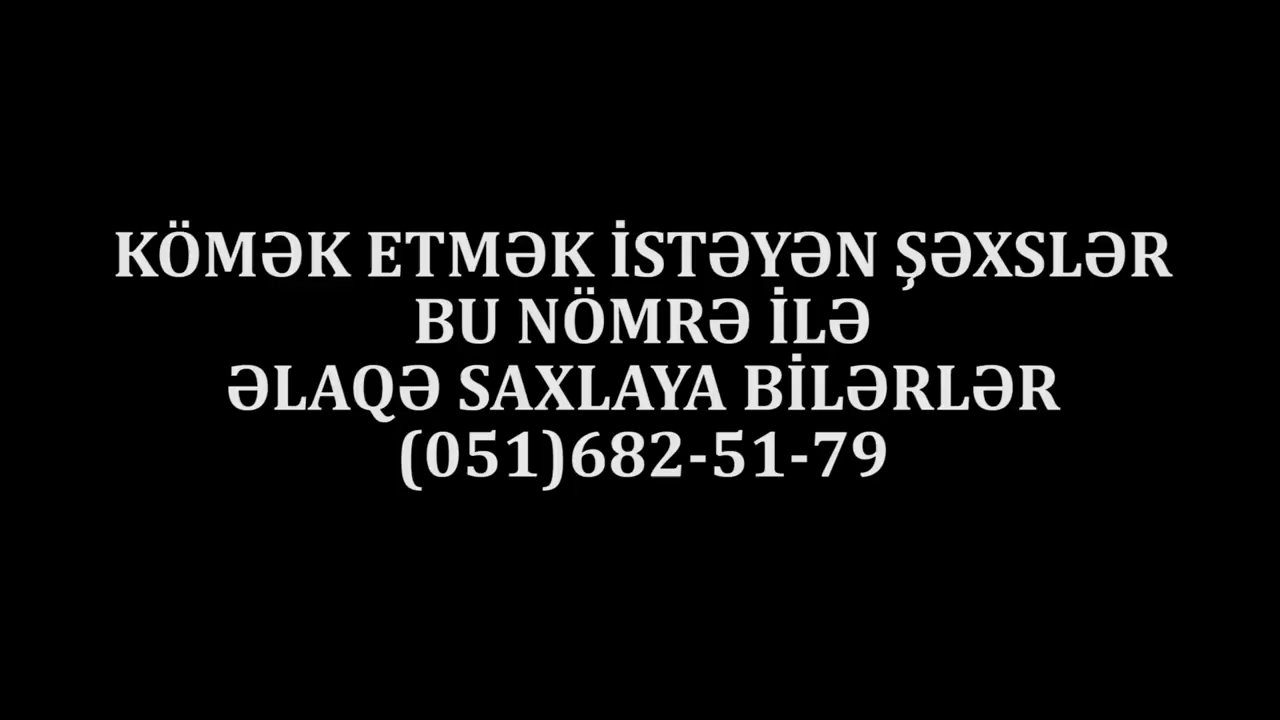 KÖMƏK ETMƏK İSTƏYƏN ŞƏXSLƏR
BU NÖMRƏ İLƏ
ƏLAQƏ SAXLAYA BİLƏRLƏR
(051)682-51-79